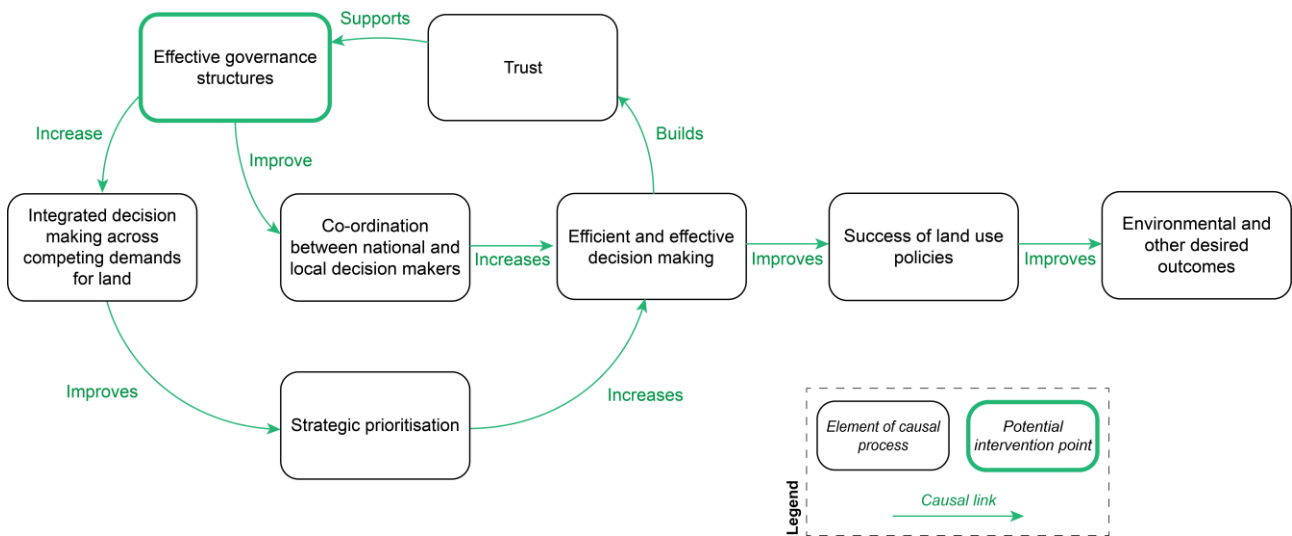 Supports
Effective governance
structures
Trust
Increase
Improve
Builds
Integrated decision
making across
competing demands
for land
Co-ordination
between national and
local decision makers
Increases
Efficient and effective
decision making
Improves
Success of land use
policies
Improves
Environmental and
other desired
outcomes
Improves
Strategic prioritisation
Increases
Legend
Element of causal
process
Potential
intervention point
Causal link